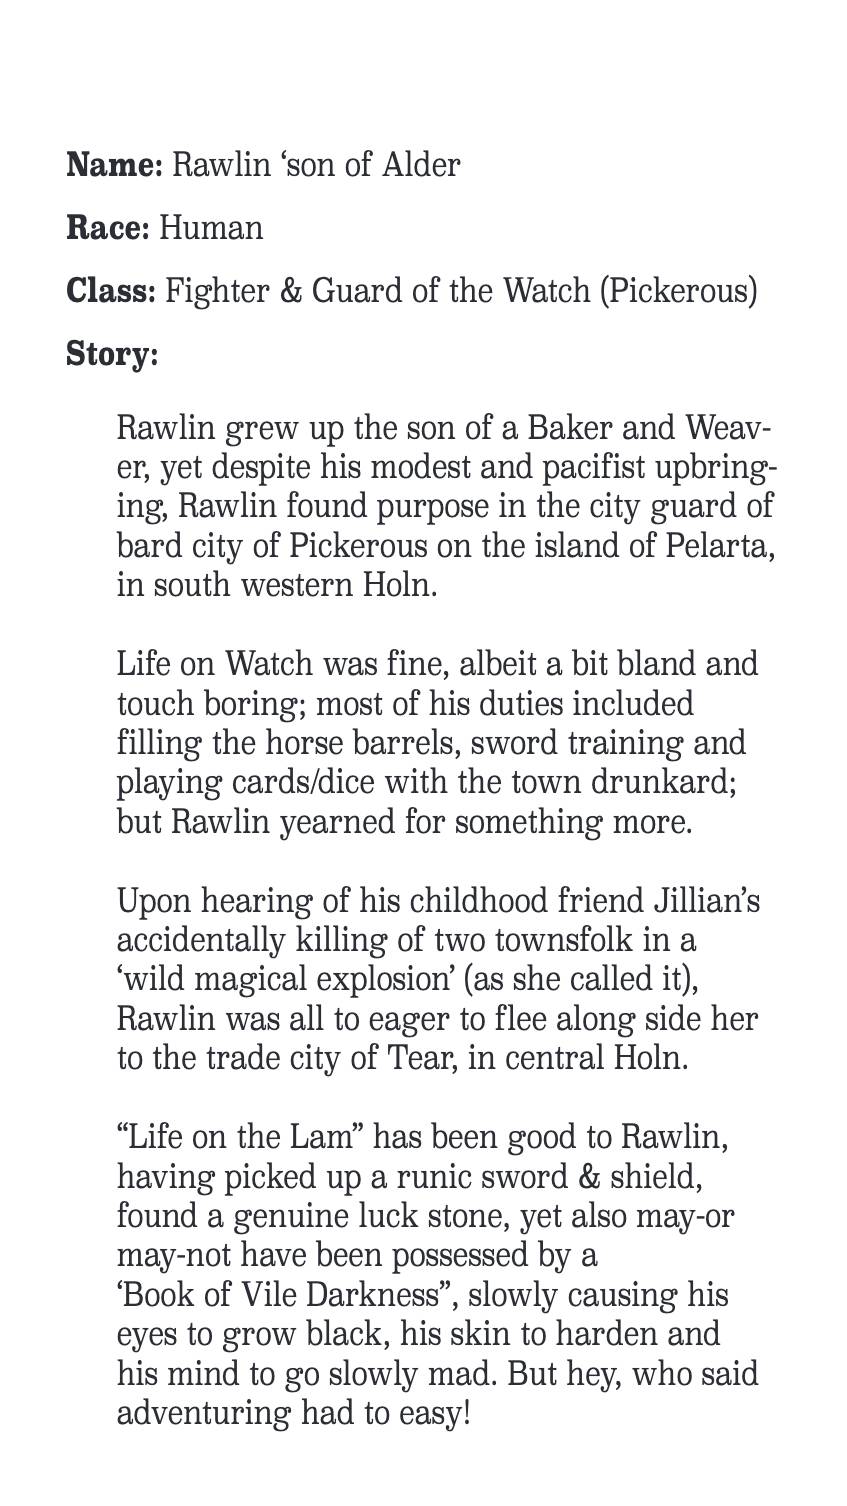 Name: Rawlin ‘son of Alder
Race: Human
Class: Fighter & Guard of the Watch (Pickerous)
Story:
Rawlin grew up the son of a Baker and Weav-
er, yet despite his modest and pacifist upbring-
ing, Rawlin found purpose in the city guard of
bard city of Pickerous on the island of Pelarta,
in south western Holn.
Life on Watch was fine, albeit a bit bland and
touch boring; most of his duties included
filling the horse barrels, sword training and
playing cards/dice with the town drunkard;
but Rawlin yearned for something more.
Upon hearing of his childhood friend Jillian’s
accidentally killing of two townsfolk in a
‘wild magical explosion’ (as she called it),
Rawlin was all to eager to flee along side her
to the trade city of Tear, in central Holn.
“Life on the Lam” has been good to Rawlin,
having picked up a runic sword & shield,
found a genuine luck stone, yet also may-or
may-not have been possessed by a
‘Book of Vile Darkness”, slowly causing his
eyes to grow black, his skin to harden and
his mind to go slowly mad. But hey, who said
adventuring had to easy!